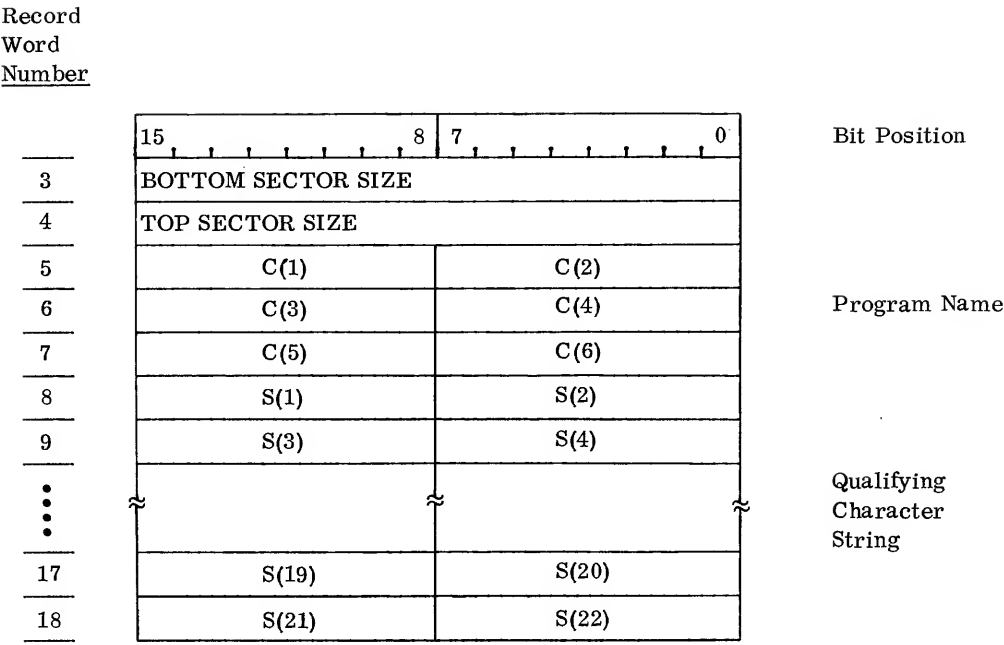 Record
Word
Number
15 8 7 0 Bit Position
3 BOTTOM SECTOR SIZE
4 TOP SECTOR SIZE
5 C(1) C(2)
6 C(3) C(4) Program Name
7 C(5) C(6)
8 S(1) S(2)
9 S(3) S(4)
Qualifying
Character
String
17 S(19) S(20)
18 S(21) S(22)